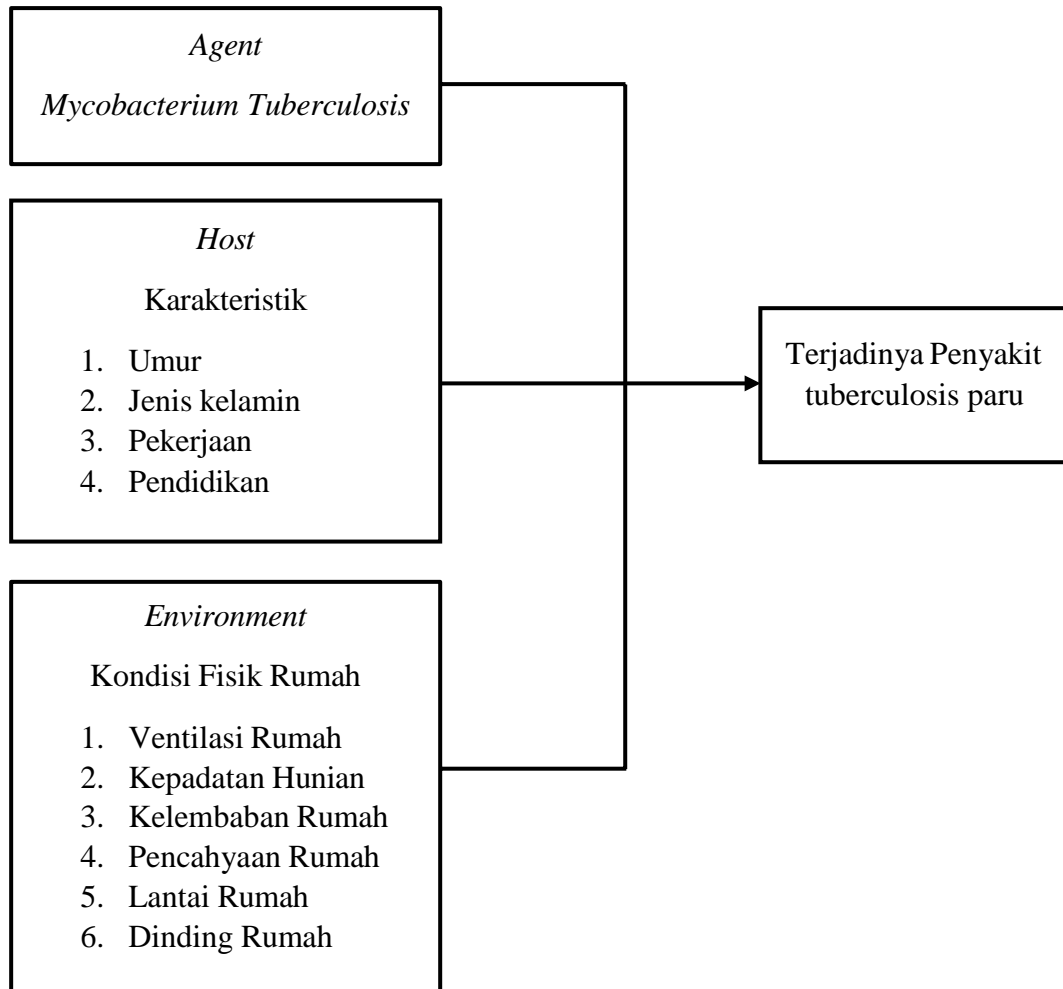 Agent
Mycobacterium Tuberculosis
Host
Karakteristik
1. Umur
2. Jenis kelamin
3. Pekerjaan
4. Pendidikan
Environment
Kondisi Fisik Rumah
1. Ventilasi Rumah
2. Kepadatan Hunian
3. Kelembaban Rumah
4. Pencahyaan Rumah
5. Lantai Rumah
6. Dinding Rumah
Terjadinya Penyakit
tuberculosis paru